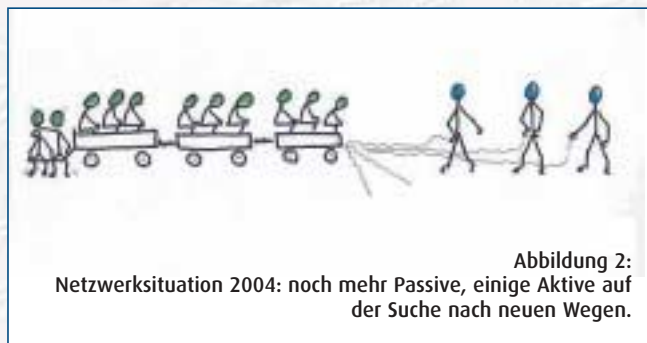 Abbildung 2:
Netzwerksituation 2004: noch mehr Passive, einige Aktive auf
der Suche nach neuen Wegen.